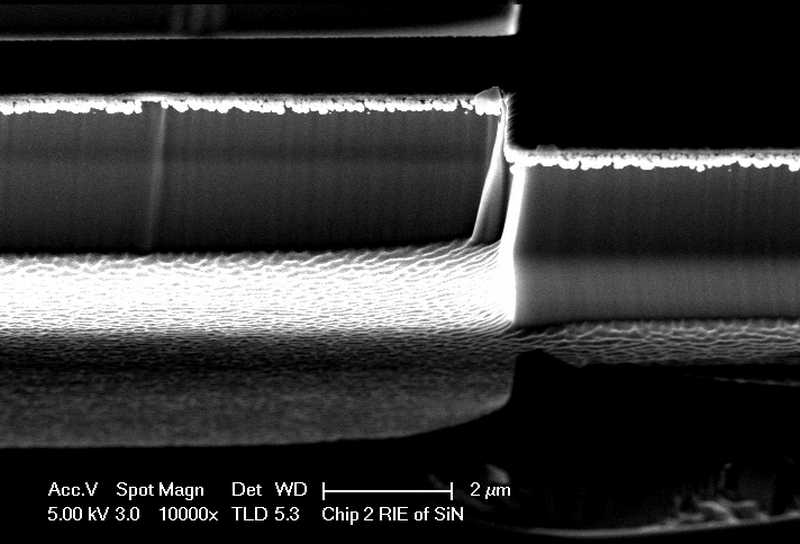 Acc.V Spot Magn Det WD 2 µm
5.00 kV 3.0 10000x TLD 5.3 Chip 2 RIE of SiN